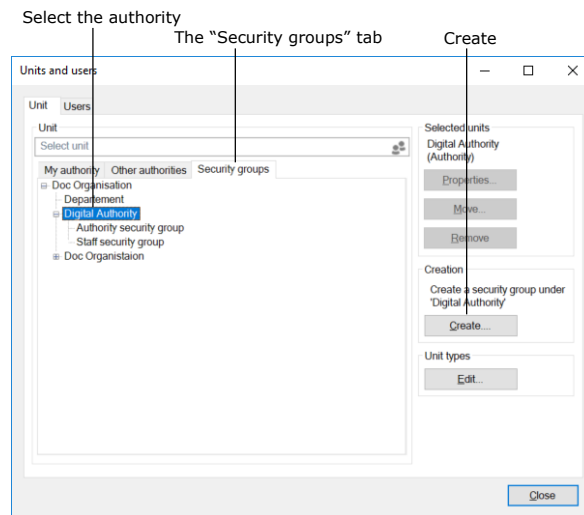 Select the authority
The “Security groups” tab
Create
Units and users
Unit Users
Unit
Select unit
My authority Other authorities Security groups
Doc Organisation
Departement
Digital Authority
Authority security group
Staff security group
Doc Organistaion
Selected units
Digital Authority
(Authority)
Properties...
Move...
Remove
Creation
Create a security group under
'Digital Authority'
Create....
Unit types
Edit...
Close